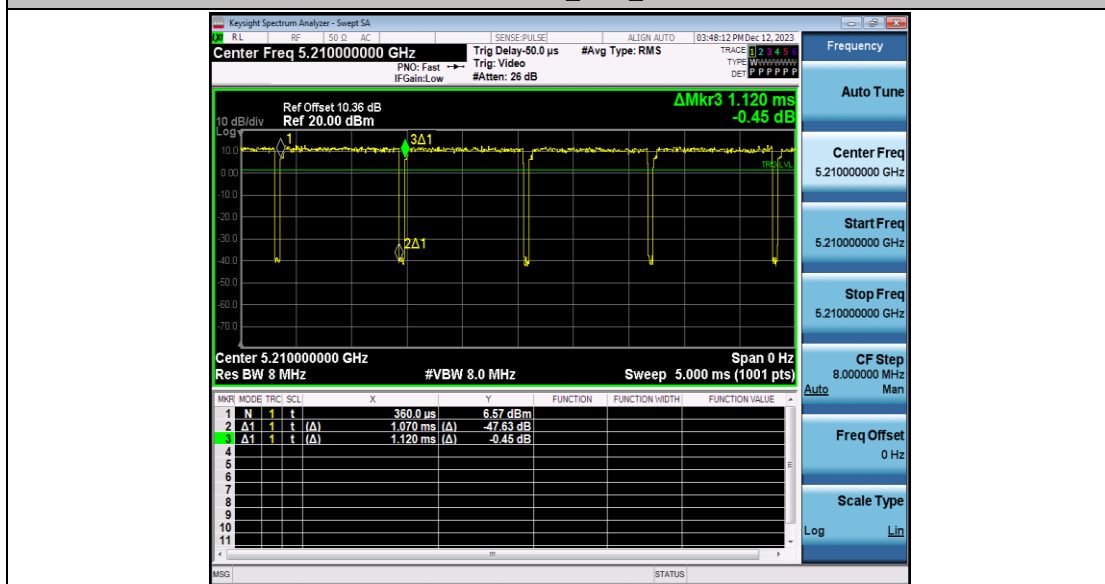 Keysight Spectrum Analyzer - Swept SA
RL RF 50 Ω AC SENSE:PULSE ALIGN AUTO 03:48:12 PM Dec 12, 2023
Center Freq 5.210000000 GHz
PNO: Fast
IFGain:Low
Trig Delay-50.0 µs
Trig: Video
#Atten: 26 dB
#Avg Type: RMS
TRACE 1 2 3 4 5 6
TYPE WWWWWW
DET P P P P P P
ΔMkr3 1.120 ms
-0.45 dB
Ref Offset 10.36 dB
10 dB/div Ref 20.00 dBm
Log
1
3Δ1
2Δ1
TRIG LVL
10.0
0.00
-10.0
-20.0
-30.0
-40.0
-50.0
-60.0
-70.0
Center 5.210000000 GHz Span 0 Hz
Res BW 8 MHz #VBW 8.0 MHz Sweep 5.000 ms (1001 pts)
MKR MODE TRC SCL X Y FUNCTION FUNCTION WIDTH FUNCTION VALUE
1 N 1 t 360.0 µs 6.57 dBm
2 Δ1 1 t (Δ) 1.070 ms (Δ) -47.63 dB
3 Δ1 1 t (Δ) 1.120 ms (Δ) -0.45 dB
4
5
6
7
8
9
10
11
MSG STATUS
Frequency
Auto Tune
Center Freq
5.210000000 GHz
Start Freq
5.210000000 GHz
Stop Freq
5.210000000 GHz
CF Step
8.000000 MHz
Auto Man
Freq Offset
0 Hz
Scale Type
Log Lin